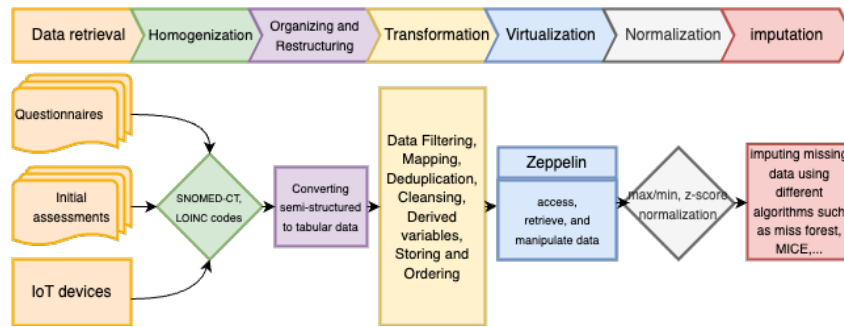 Data retrieval
Homogenization
Organizing and
Restructuring
Transformation
Virtualization
Normalization
imputation
Questionnaires
Initial
assessments
IoT devices
SNOMED-CT,
LOINC codes
Converting
semi-structured
to tabular data
Data Filtering,
Mapping,
Deduplication,
Cleansing,
Derived
variables,
Storing and
Ordering
Zeppelin
access,
retrieve, and
manipulate data
max/min, z-score
normalization
imputing missing
data using
different
algorithms such
as miss forest,
MICE,...